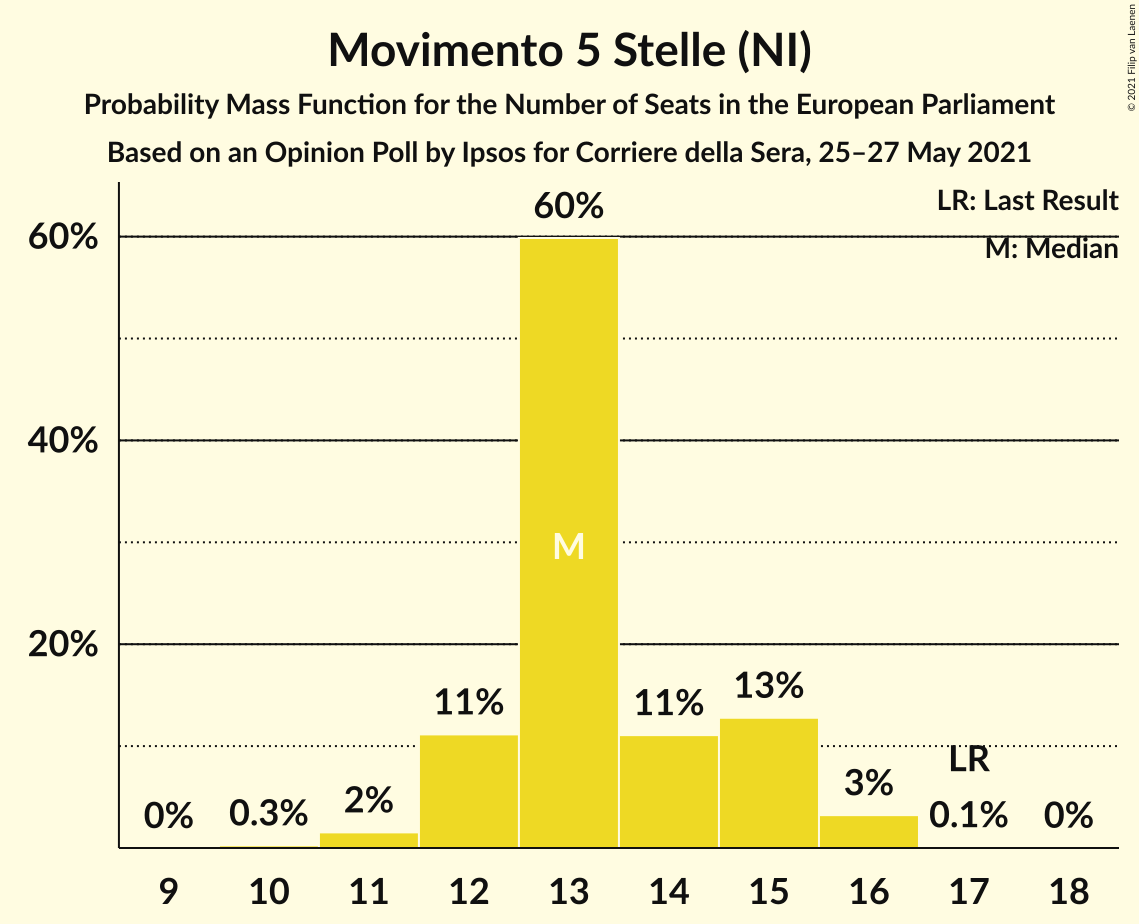 Movimento 5 Stelle (NI)
Probability Mass Function for the Number of Seats in the European Parliament
Based on an Opinion Poll by Ipsos for Corriere della Sera, 25–27 May 2021
© 2021 Filip van Laenen
LR: Last Result
M: Median
60%
40%
20%
0%
0.3%
2%
11%
60%
M
11%
13%
3%
LR
0.1%
0%
9 10 11 12 13 14 15 16 17 18